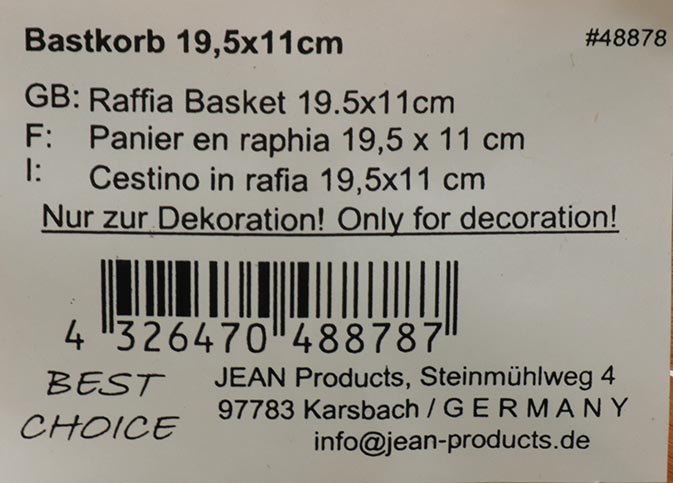 Bastkorb 19,5x11cm #48878
GB: Raffia Basket 19.5x11cm
F: Panier en raphia 19,5 x 11 cm
I: Cestino in rafia 19,5x11 cm
Nur zur Dekoration! Only for decoration!
4 326470 488787
BEST CHOICE
JEAN Products, Steinmühlweg 4
97783 Karsbach / GERMANY
info@jean-products.de